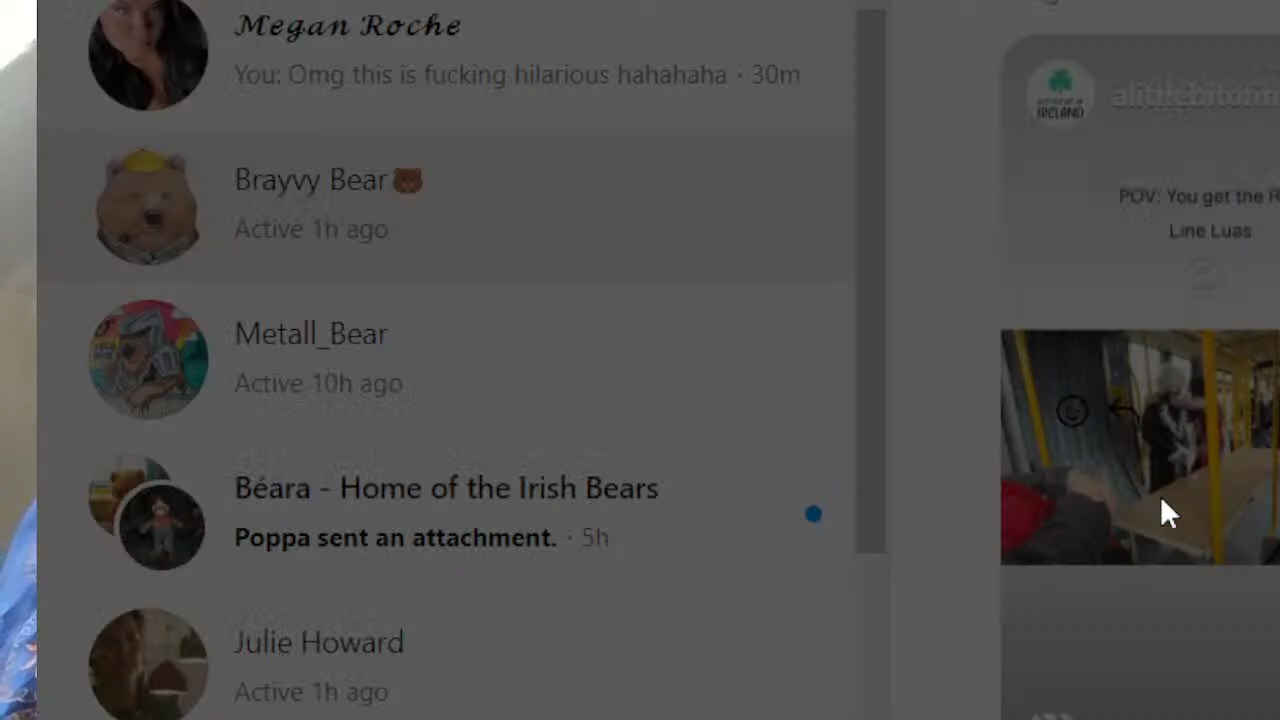 Megan Roche
You: Omg this is fucking hilarious hahahaha · 30m
Brayvy Bear🐻
Active 1h ago
Metall_Bear
Active 10h ago
Béara - Home of the Irish Bears
Poppa sent an attachment. · 5h
Julie Howard
Active 1h ago
IRELAND
POV: You get the R
Line Luas